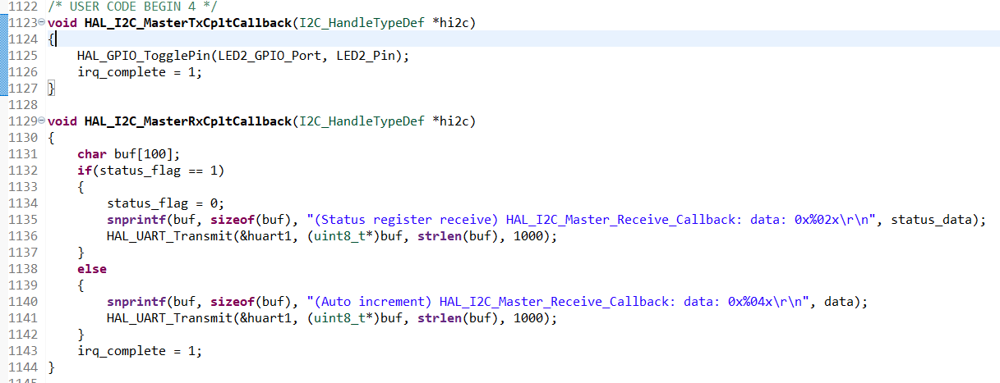 1122 /* USER CODE BEGIN 4 */
1123 void HAL_I2C_MasterTxCpltCallback(I2C_HandleTypeDef *hi2c)
1124 {
1125     HAL_GPIO_TogglePin(LED2_GPIO_Port, LED2_Pin);
1126     irq_complete = 1;
1127 }
1128
1129 void HAL_I2C_MasterRxCpltCallback(I2C_HandleTypeDef *hi2c)
1130 {
1131     char buf[100];
1132     if(status_flag == 1)
1133     {
1134         status_flag = 0;
1135         snprintf(buf, sizeof(buf), "(Status register receive) HAL_I2C_Master_Receive_Callback: data: 0x%02x\r\n", status_data);
1136         HAL_UART_Transmit(&huart1, (uint8_t*)buf, strlen(buf), 1000);
1137     }
1138     else
1139     {
1140         snprintf(buf, sizeof(buf), "(Auto increment) HAL_I2C_Master_Receive_Callback: data: 0x%04x\r\n", data);
1141         HAL_UART_Transmit(&huart1, (uint8_t*)buf, strlen(buf), 1000);
1142     }
1143     irq_complete = 1;
1144 }